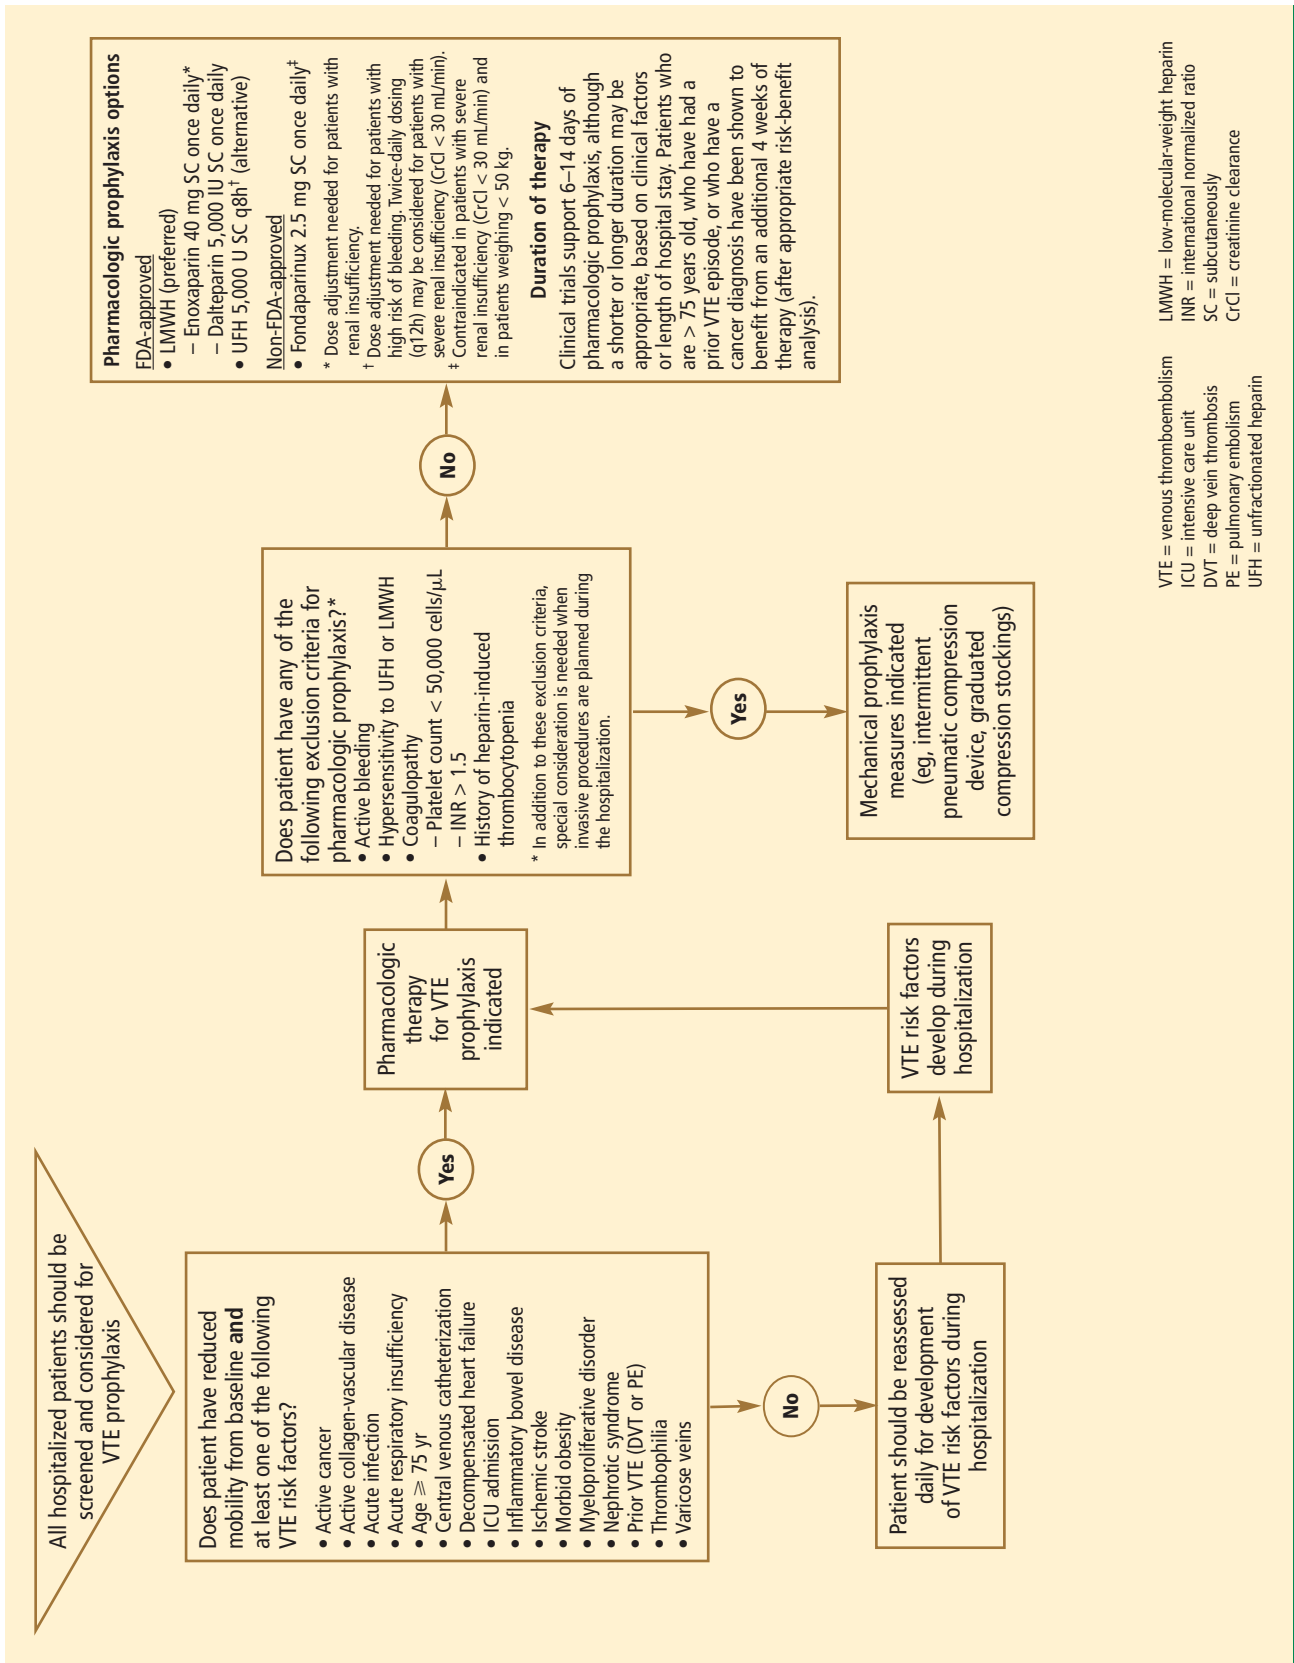 All hospitalized patients should be
screened and considered for
VTE prophylaxis
Does patient have reduced
mobility from baseline and
at least one of the following
VTE risk factors?
• Active cancer
• Active collagen-vascular disease
• Acute infection
• Acute respiratory insufficiency
• Age ≥ 75 yr
• Central venous catheterization
• Decompensated heart failure
• ICU admission
• Inflammatory bowel disease
• Ischemic stroke
• Morbid obesity
• Myeloproliferative disorder
• Nephrotic syndrome
• Prior VTE (DVT or PE)
• Thrombophilia
• Varicose veins
No
Patient should be reassessed
daily for development
of VTE risk factors during
hospitalization
VTE risk factors
develop during
hospitalization
Yes
Pharmacologic
therapy
for VTE
prophylaxis
indicated
Does patient have any of the
following exclusion criteria for
pharmacologic prophylaxis?*
• Active bleeding
• Hypersensitivity to UFH or LMWH
• Coagulopathy
– Platelet count < 50,000 cells/μL
– INR > 1.5
• History of heparin-induced
thrombocytopenia
* In addition to these exclusion criteria,
special consideration is needed when
invasive procedures are planned during
the hospitalization.
Yes
Mechanical prophylaxis
measures indicated
(eg, intermittent
pneumatic compression
device, graduated
compression stockings)
No
Pharmacologic prophylaxis options
FDA-approved
• LMWH (preferred)
– Enoxaparin 40 mg SC once daily*
– Dalteparin 5,000 IU SC once daily
• UFH 5,000 U SC q8h† (alternative)
Non-FDA-approved
• Fondaparinux 2.5 mg SC once daily‡
* Dose adjustment needed for patients with
renal insufficiency.
† Dose adjustment needed for patients with
high risk of bleeding. Twice-daily dosing
(q12h) may be considered for patients with
severe renal insufficiency (CrCl < 30 mL/min).
‡ Contraindicated in patients with severe
renal insufficiency (CrCl < 30 mL/min) and
in patients weighing < 50 kg.
Duration of therapy
Clinical trials support 6–14 days of
pharmacologic prophylaxis, although
a shorter or longer duration may be
appropriate, based on clinical factors
or length of hospital stay. Patients who
are > 75 years old, who have had a
prior VTE episode, or who have a
cancer diagnosis have been shown to
benefit from an additional 4 weeks of
therapy (after appropriate risk-benefit
analysis).
VTE = venous thromboembolism
ICU = intensive care unit
DVT = deep vein thrombosis
PE = pulmonary embolism
UFH = unfractionated heparin
LMWH = low-molecular-weight heparin
INR = international normalized ratio
SC = subcutaneously
CrCl = creatinine clearance